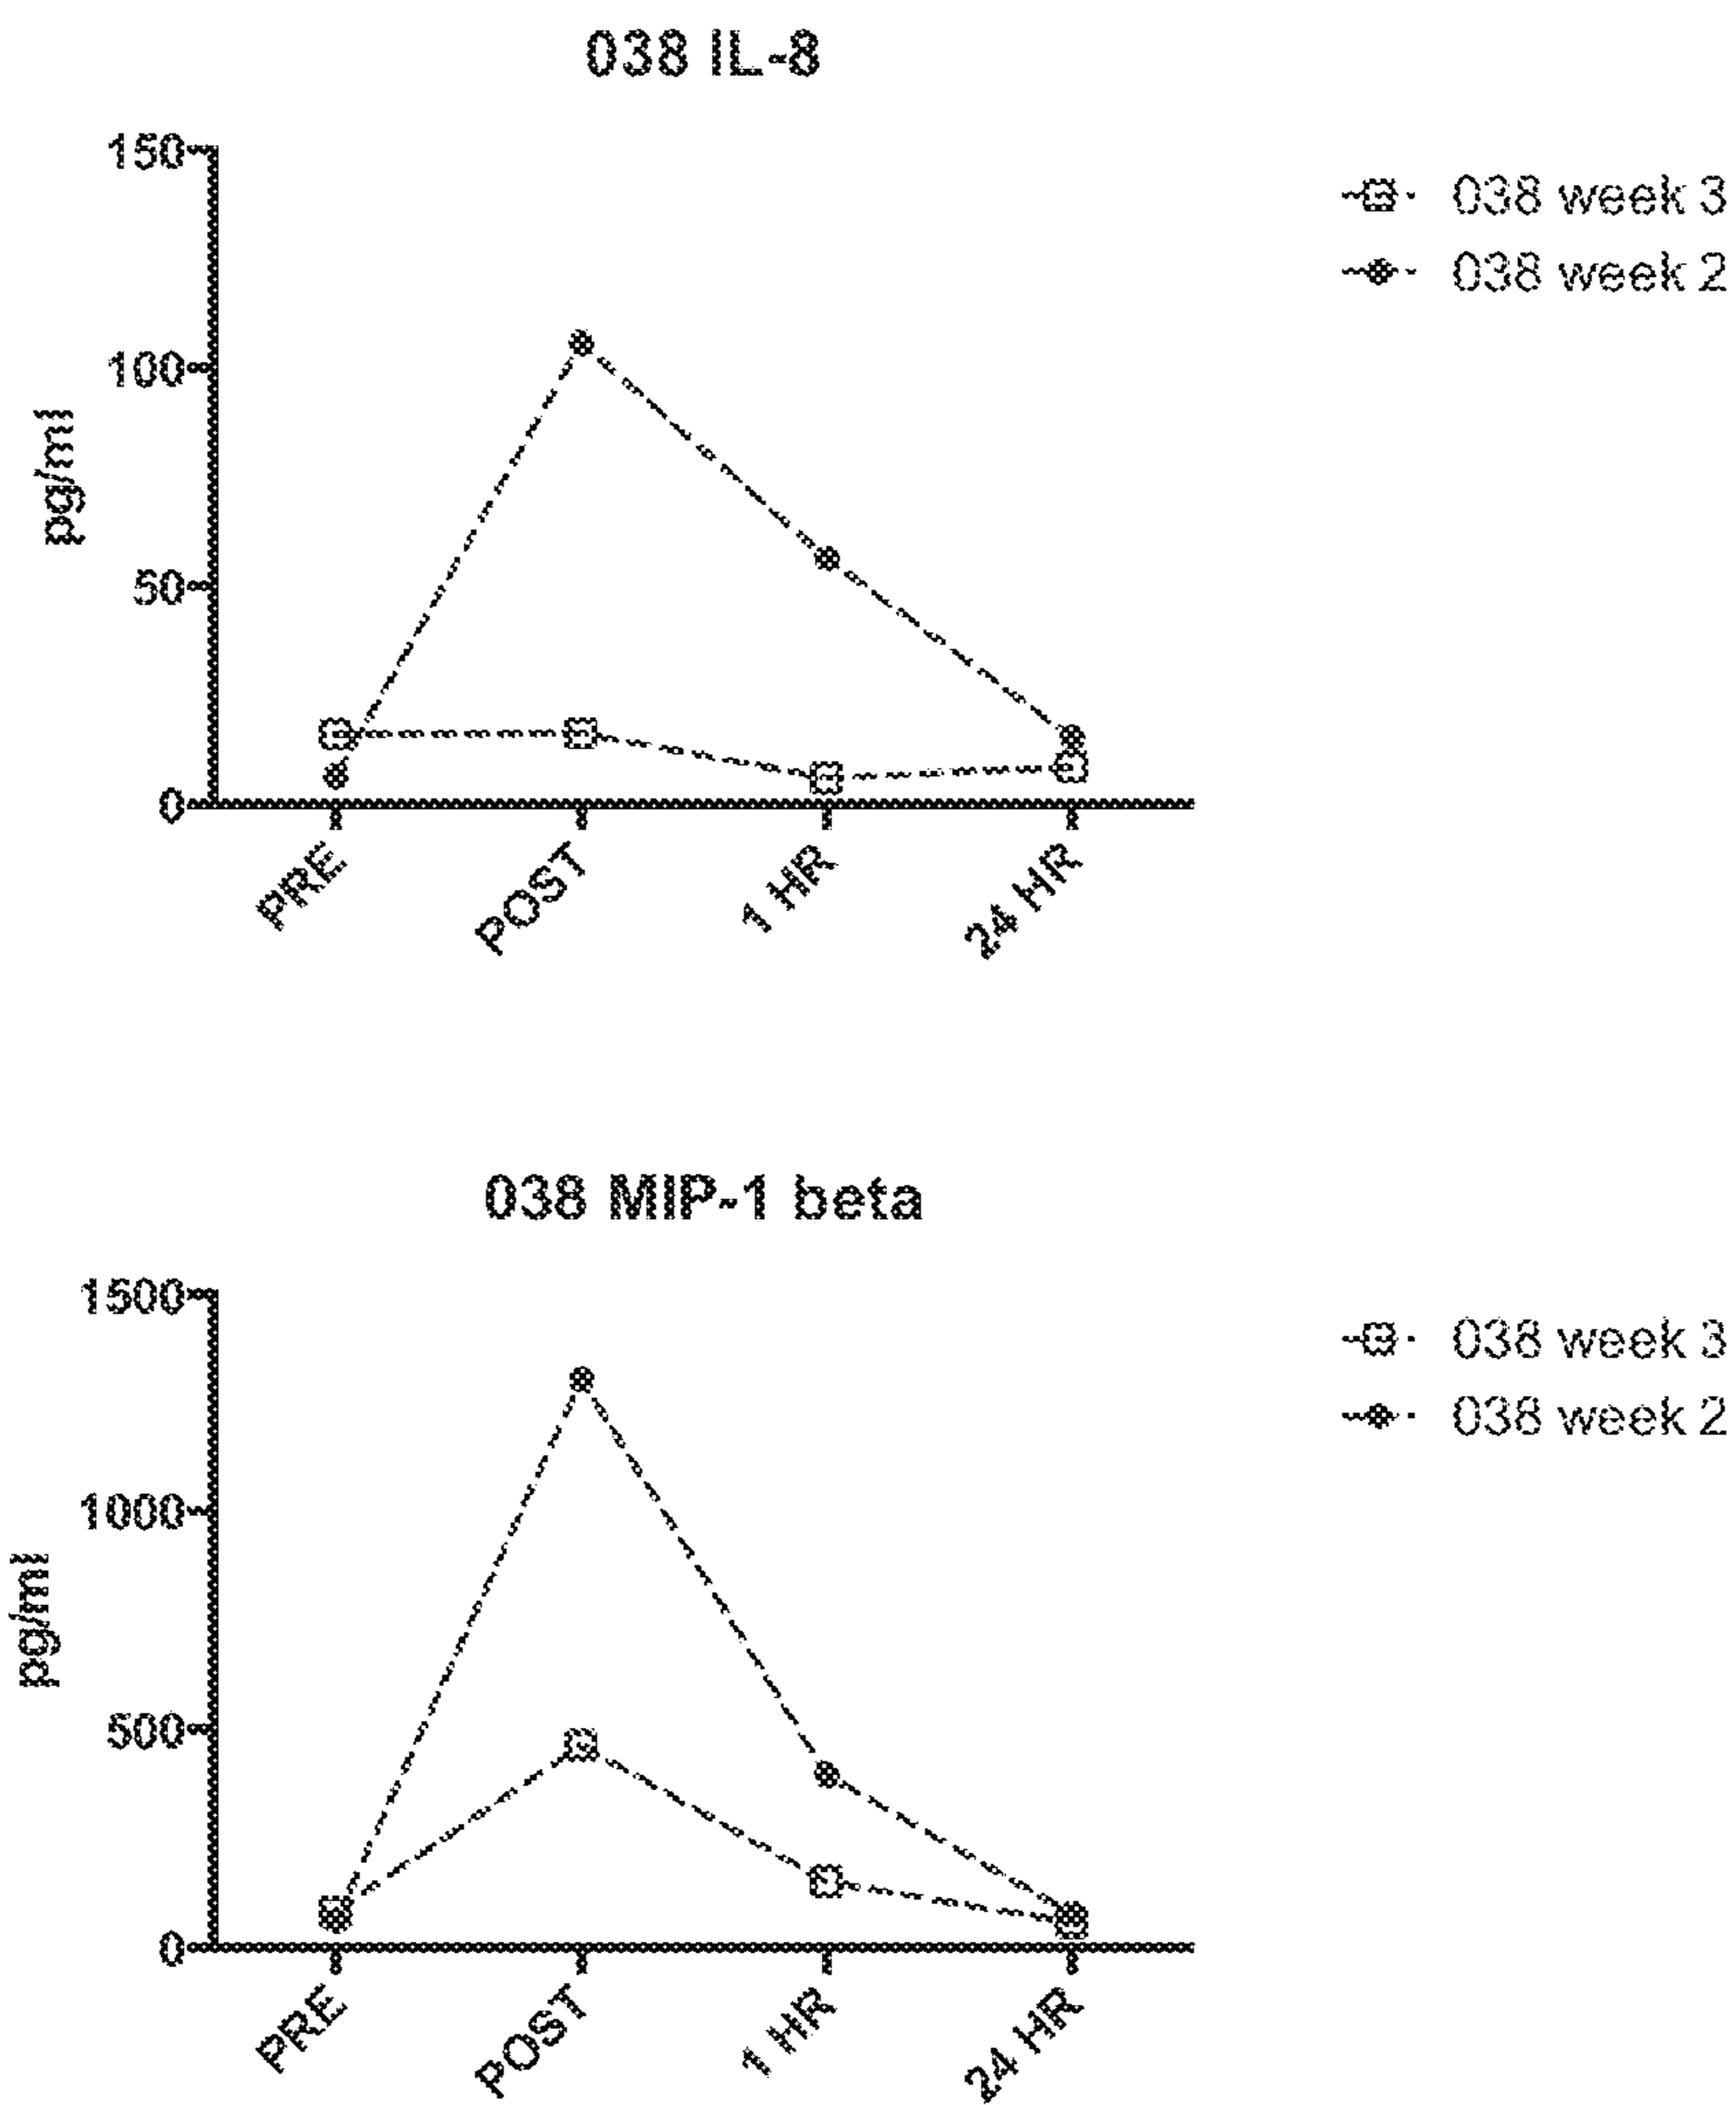 038 IL-8
150
100
50
0
pg/ml
PRE
POST
1 HR
24 HR
038 week 3
038 week 2
038 MIP-1 beta
1500
1000
500
0
pg/ml
PRE
POST
1 HR
24 HR
038 week 3
038 week 2